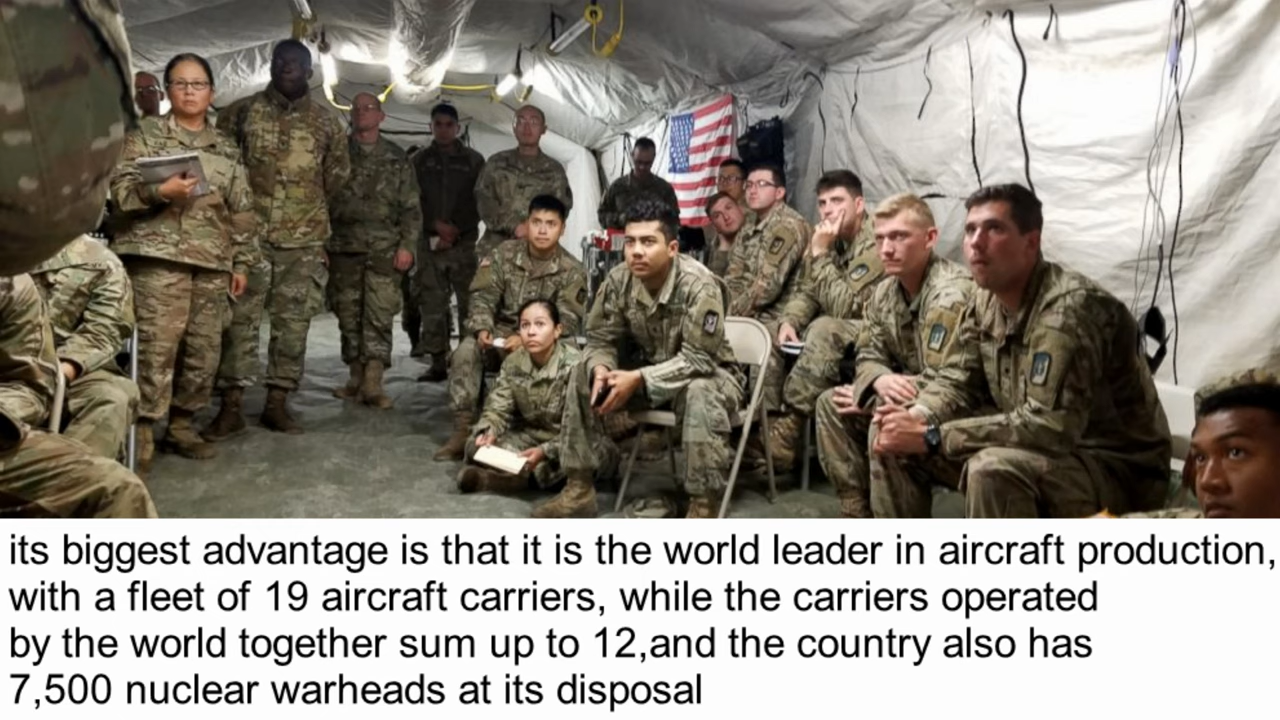 its biggest advantage is that it is the world leader in aircraft production,
with a fleet of 19 aircraft carriers, while the carriers operated
by the world together sum up to 12,and the country also has
7,500 nuclear warheads at its disposal